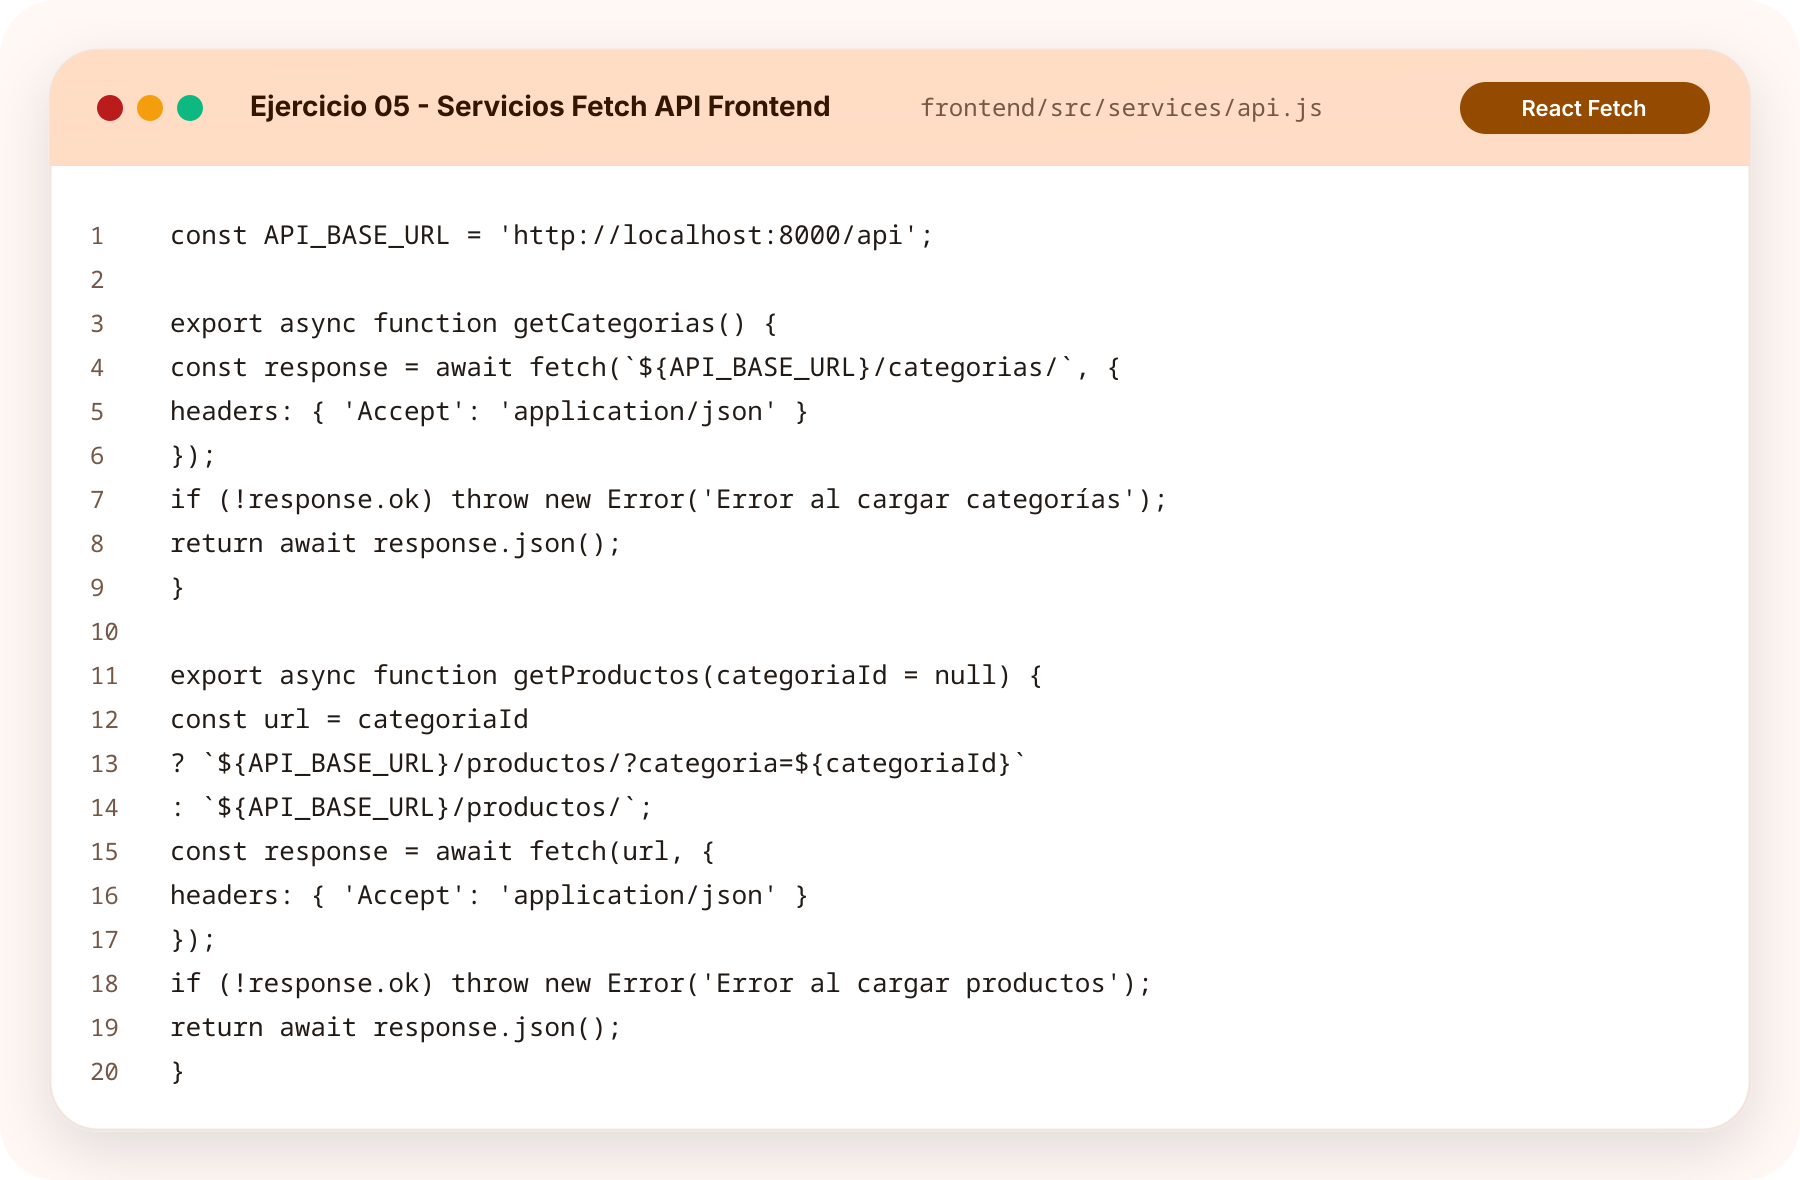 Ejercicio 05 - Servicios Fetch API Frontend
frontend/src/services/api.js
React Fetch
1 const API_BASE_URL = 'http://localhost:8000/api';
2
3 export async function getCategorias() {
4 const response = await fetch(`${API_BASE_URL}/categorias/`, {
5 headers: { 'Accept': 'application/json' }
6 });
7 if (!response.ok) throw new Error('Error al cargar categorías');
8 return await response.json();
9 }
10
11 export async function getProductos(categoriaId = null) {
12 const url = categoriaId
13 ? `${API_BASE_URL}/productos/?categoria=${categoriaId}`
14 : `${API_BASE_URL}/productos/`;
15 const response = await fetch(url, {
16 headers: { 'Accept': 'application/json' }
17 });
18 if (!response.ok) throw new Error('Error al cargar productos');
19 return await response.json();
20 }